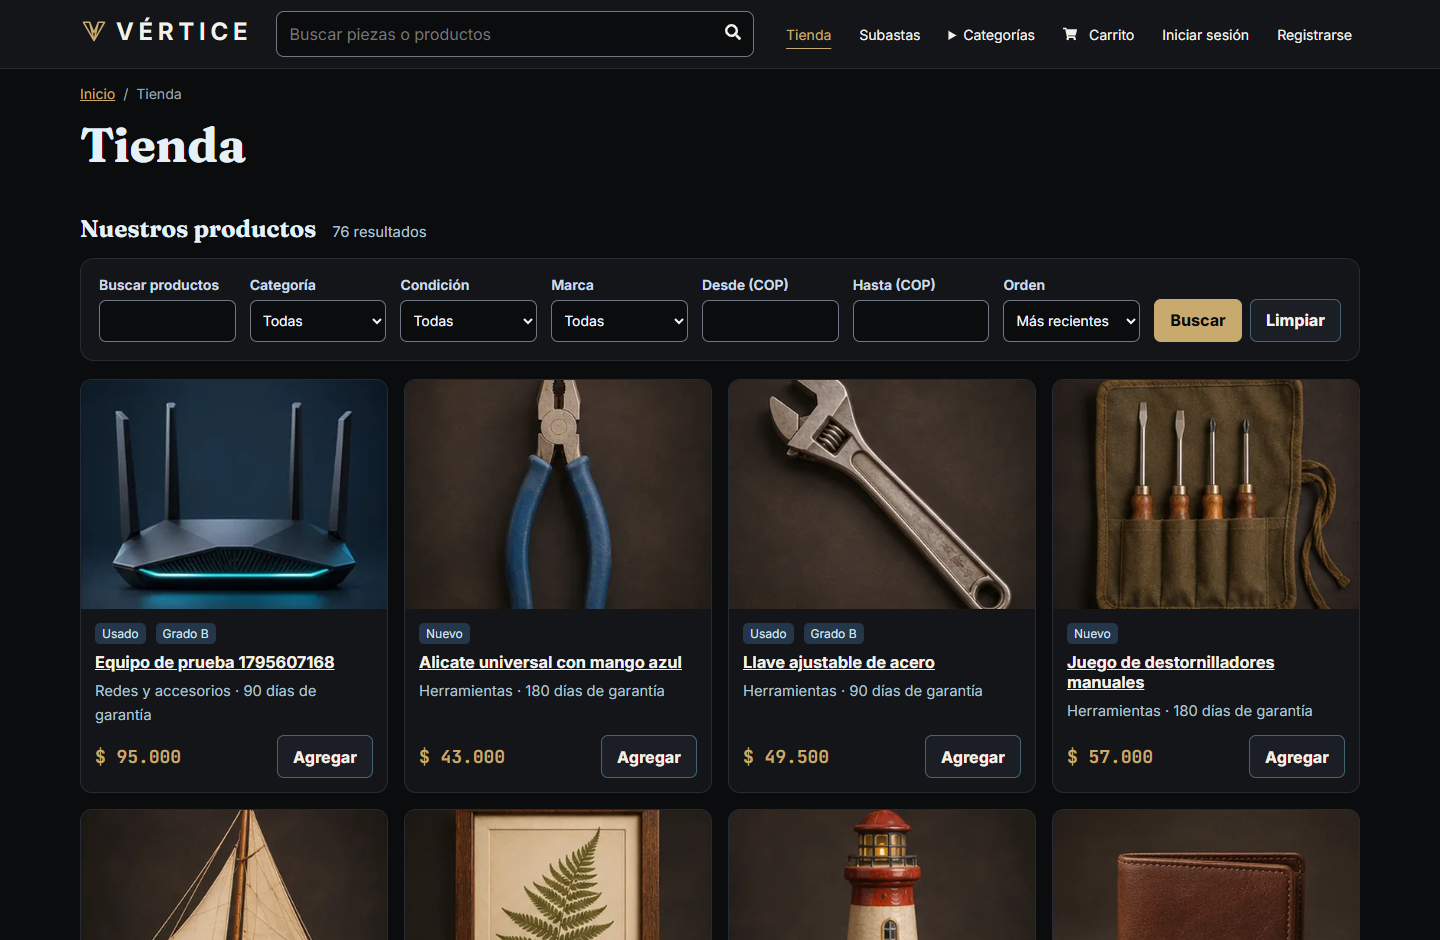 VÉRTICE
Buscar piezas o productos
Tienda
Subastas
Categorías
Carrito
Iniciar sesión
Registrarse
Inicio / Tienda
Tienda
Nuestros productos 76 resultados
Buscar productos
Categoría
Condición
Marca
Desde (COP)
Hasta (COP)
Orden
Todas
Todas
Todas
Más recientes
Buscar
Limpiar
Usado Grado B
Equipo de prueba 1795607168
Redes y accesorios · 90 días de
garantía
$ 95.000
Agregar
Nuevo
Alicate universal con mango azul
Herramientas · 180 días de garantía
$ 43.000
Agregar
Usado Grado B
Llave ajustable de acero
Herramientas · 90 días de garantía
$ 49.500
Agregar
Nuevo
Juego de destornilladores
manuales
Herramientas · 180 días de garantía
$ 57.000
Agregar